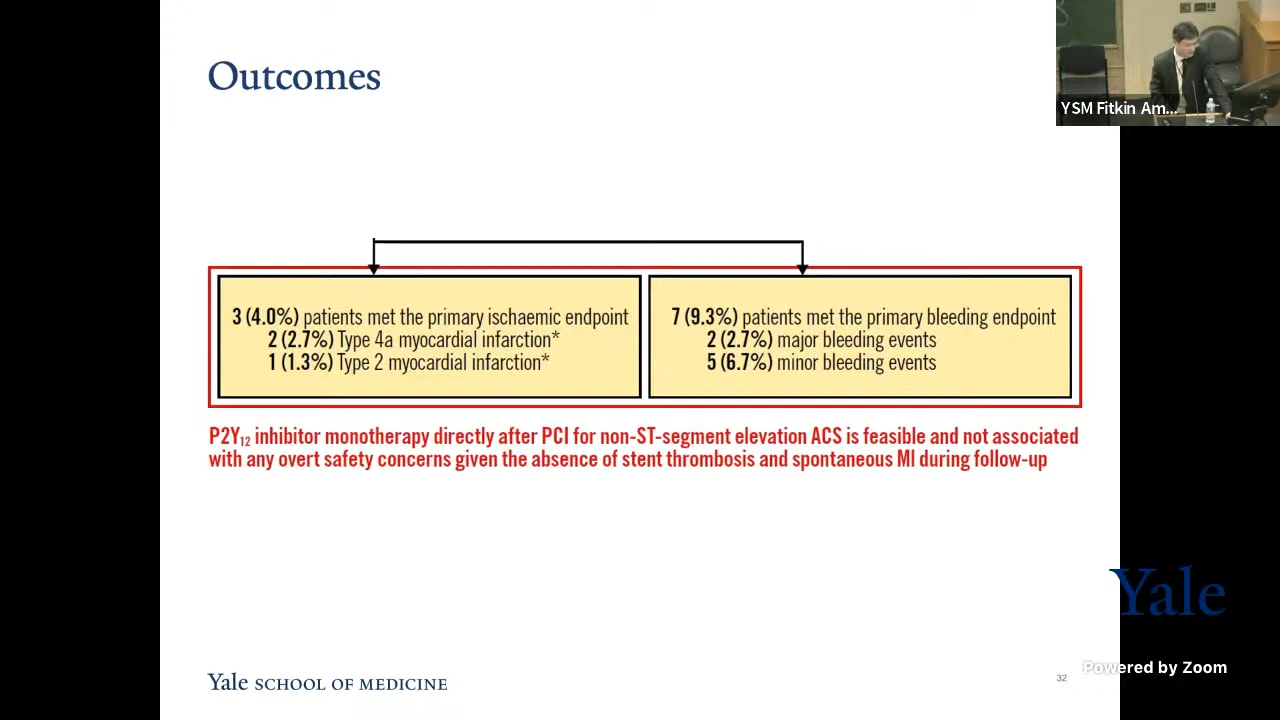 Outcomes
YSM Fitkin Am...
3 (4.0%) patients met the primary ischaemic endpoint
2 (2.7%) Type 4a myocardial infarction*
1 (1.3%) Type 2 myocardial infarction*
7 (9.3%) patients met the primary bleeding endpoint
2 (2.7%) major bleeding events
5 (6.7%) minor bleeding events
P2Y₁₂ inhibitor monotherapy directly after PCI for non-ST-segment elevation ACS is feasible and not associated
with any overt safety concerns given the absence of stent thrombosis and spontaneous MI during follow-up
Yale
Powered by Zoom
Yale SCHOOL OF MEDICINE
32